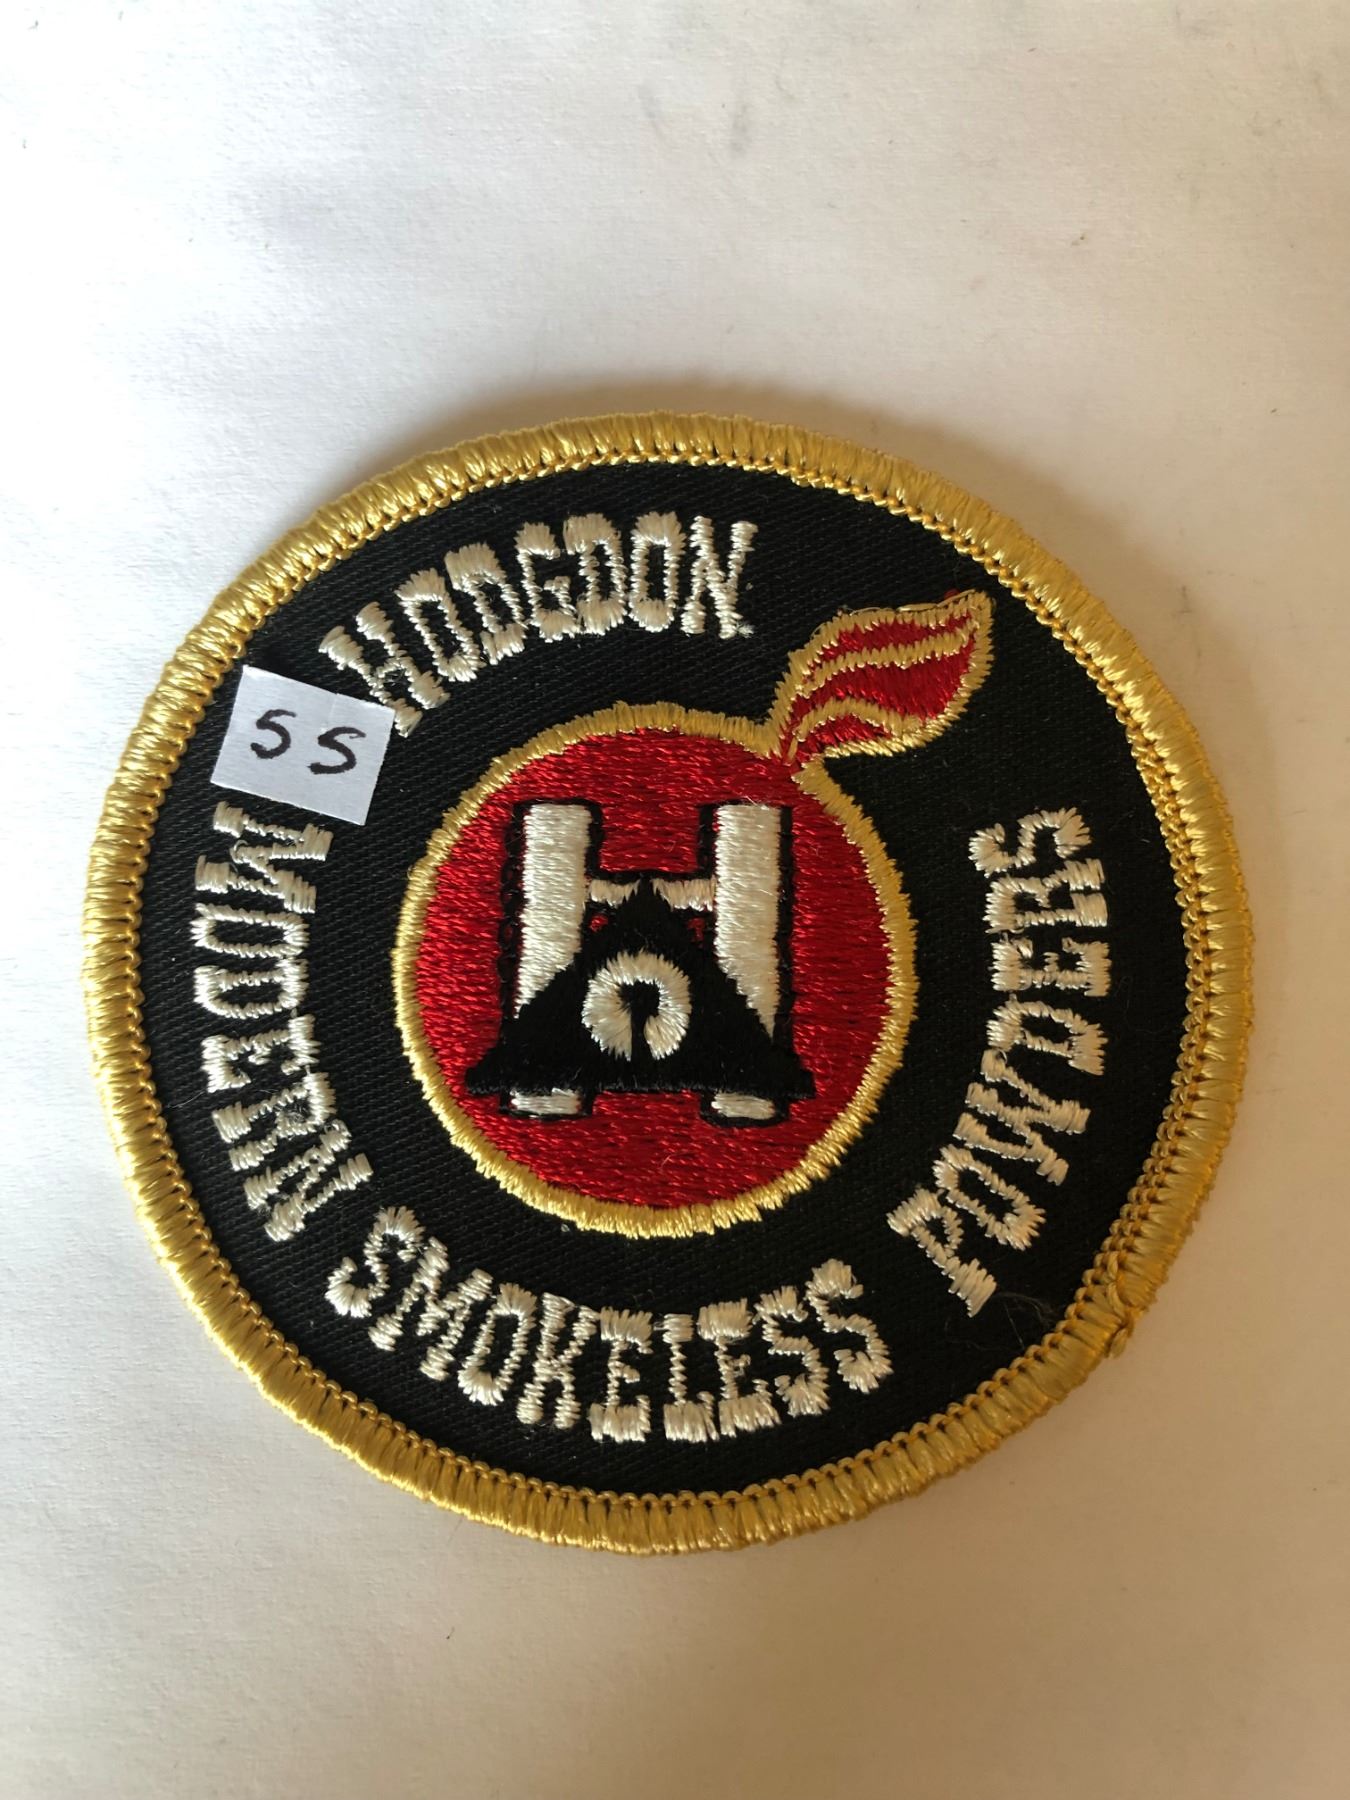 HODGDON
MODERN SMOKELESS POWDERS
55
H